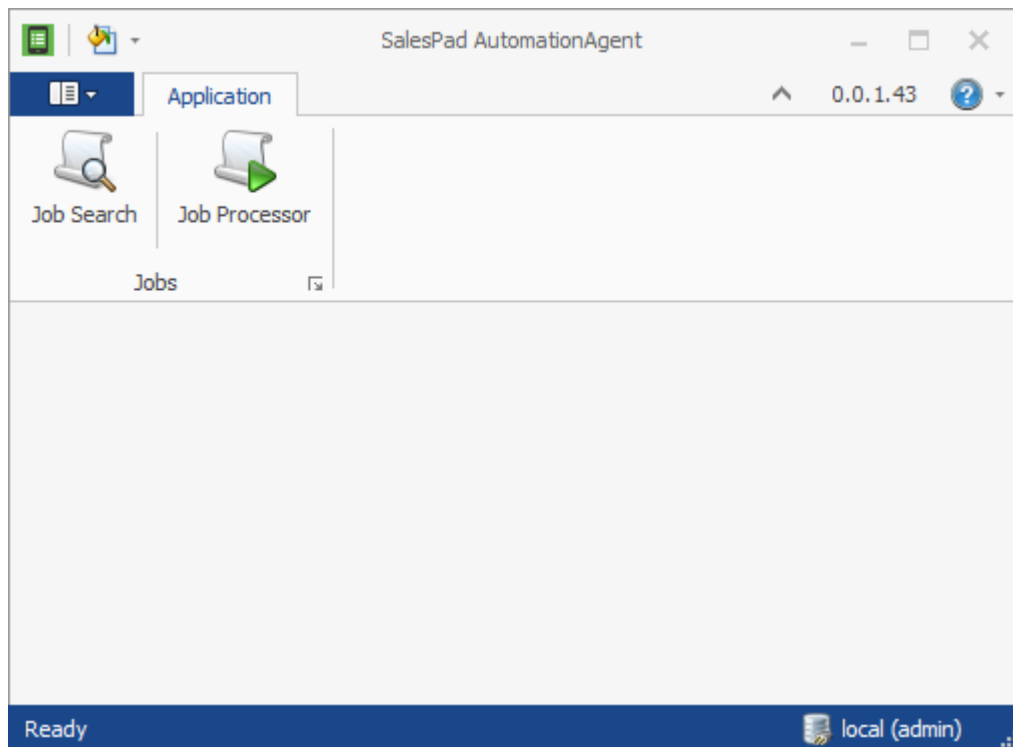 SalesPad AutomationAgent
Application
0.0.1.43
Job Search
Job Processor
Jobs
Ready
local (admin)